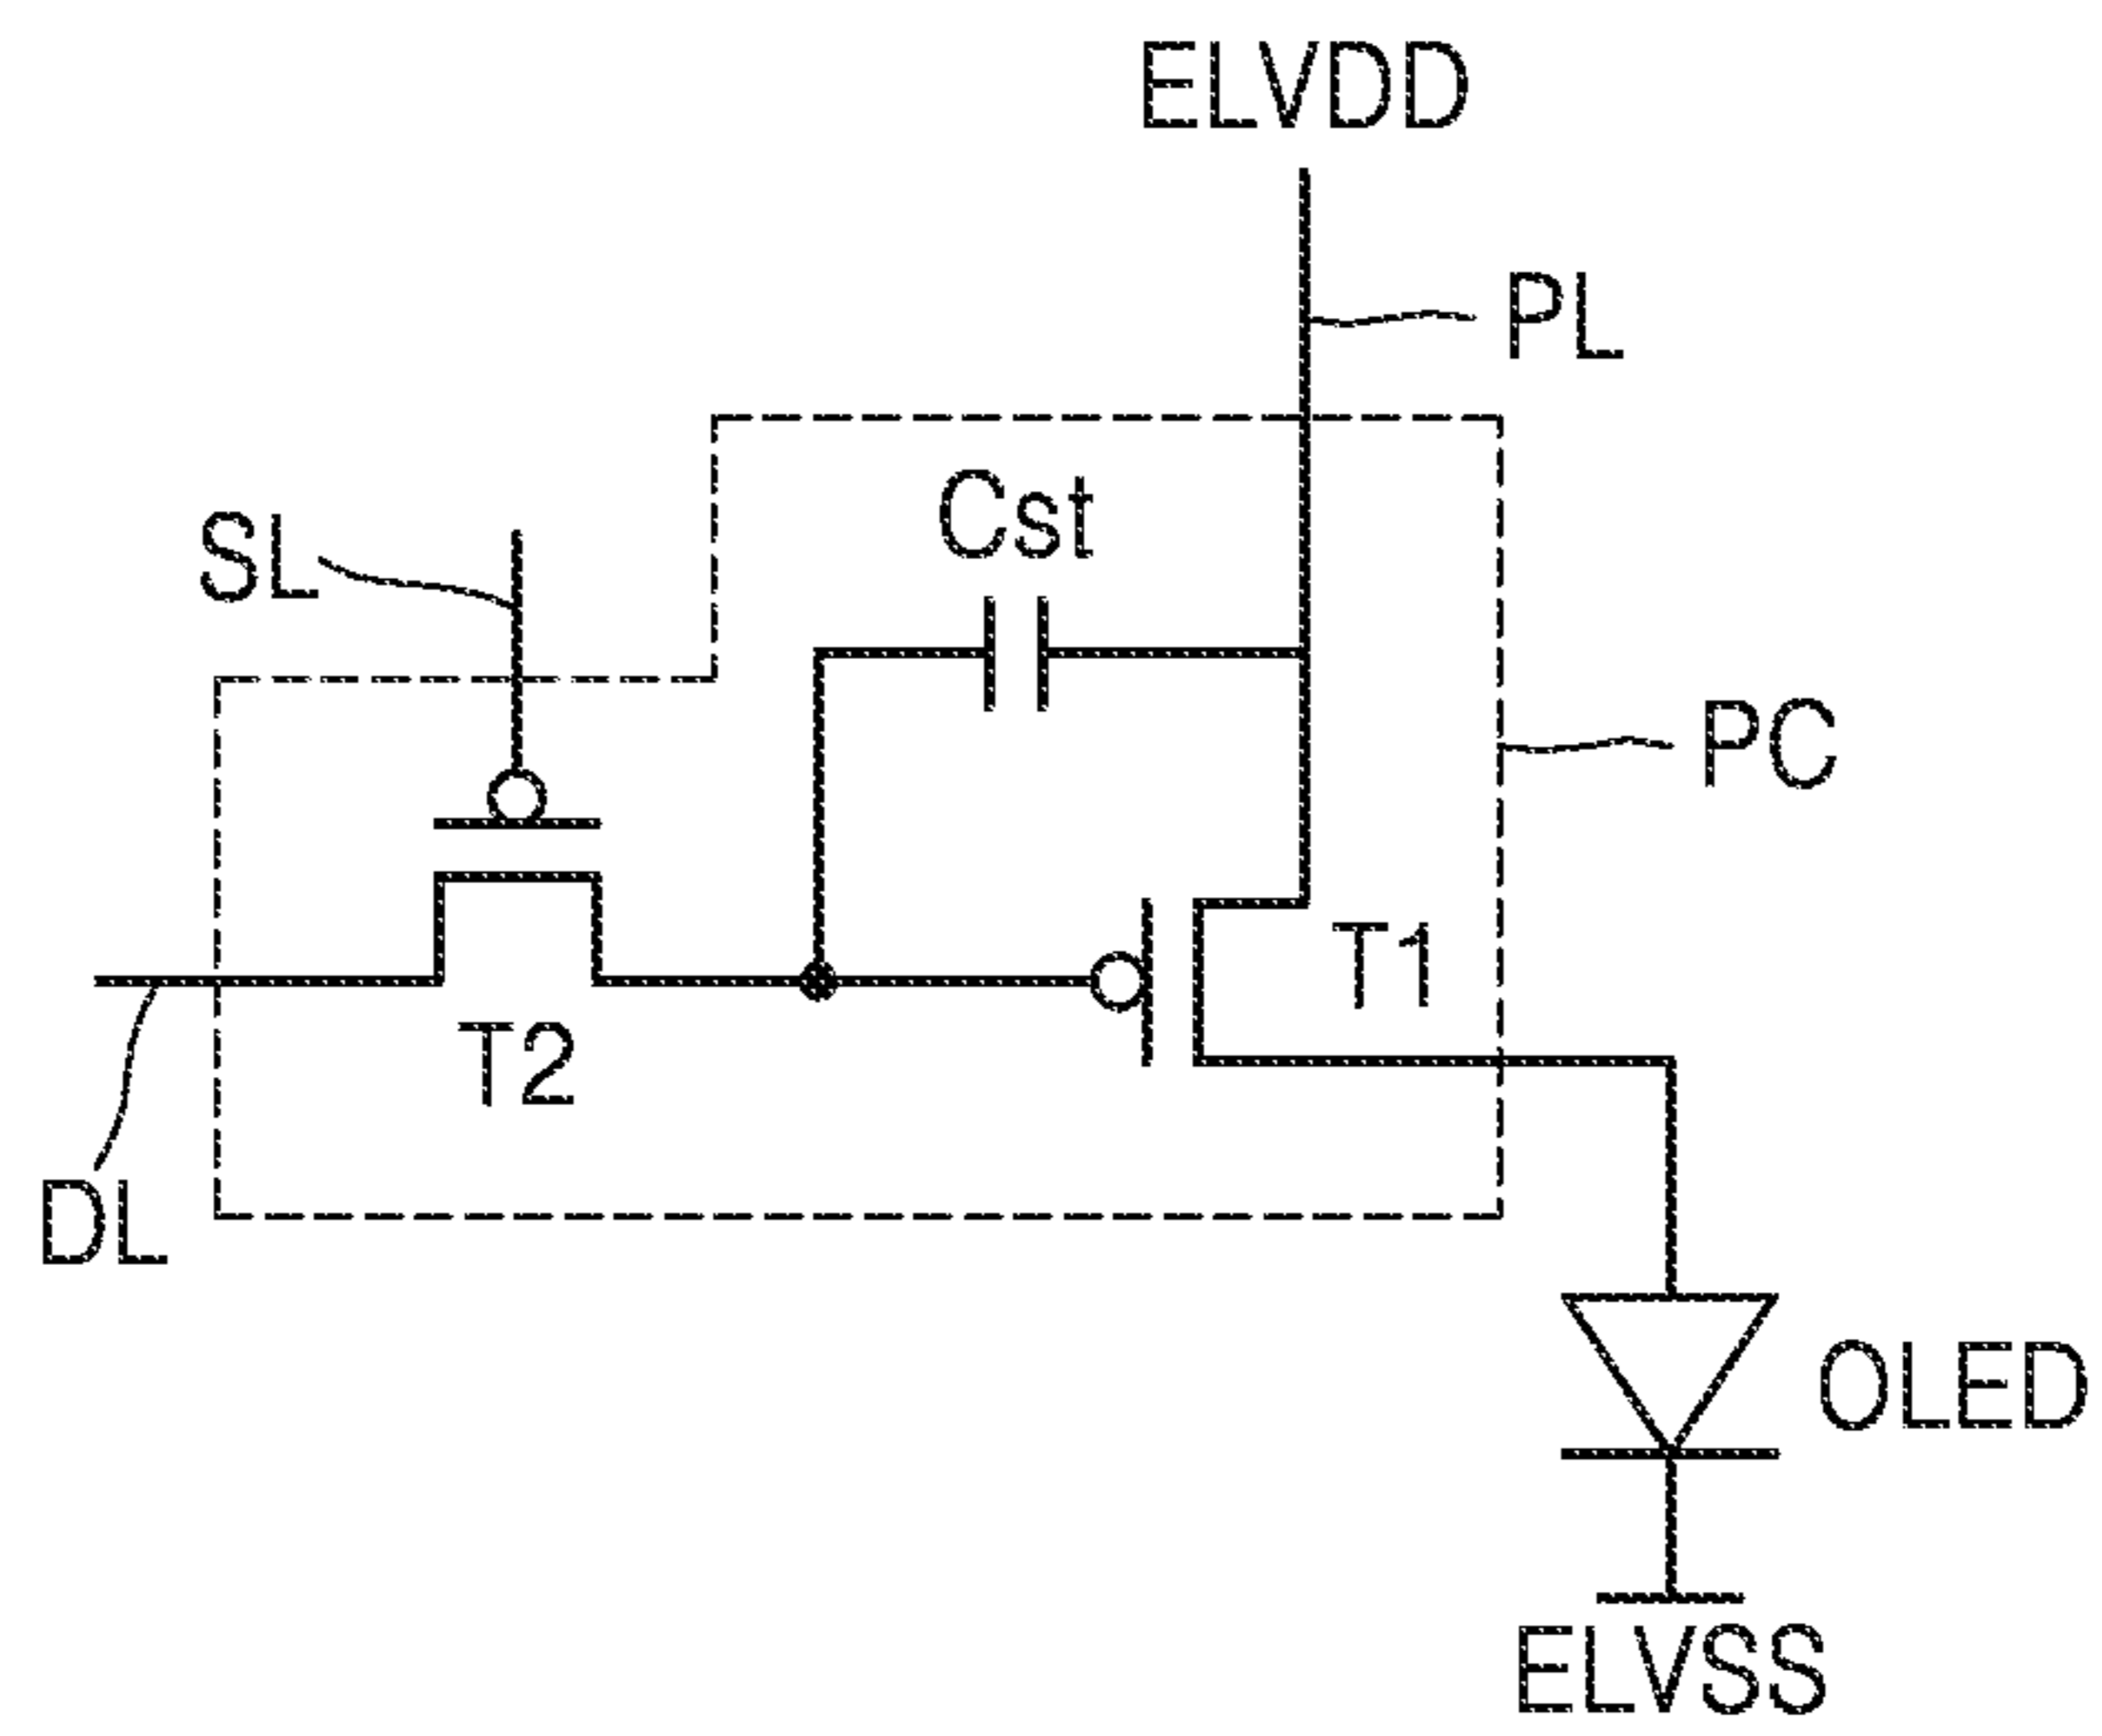 ELVDD
PL
Cst
SL
PC
T1
T2
DL
OLED
ELVSS